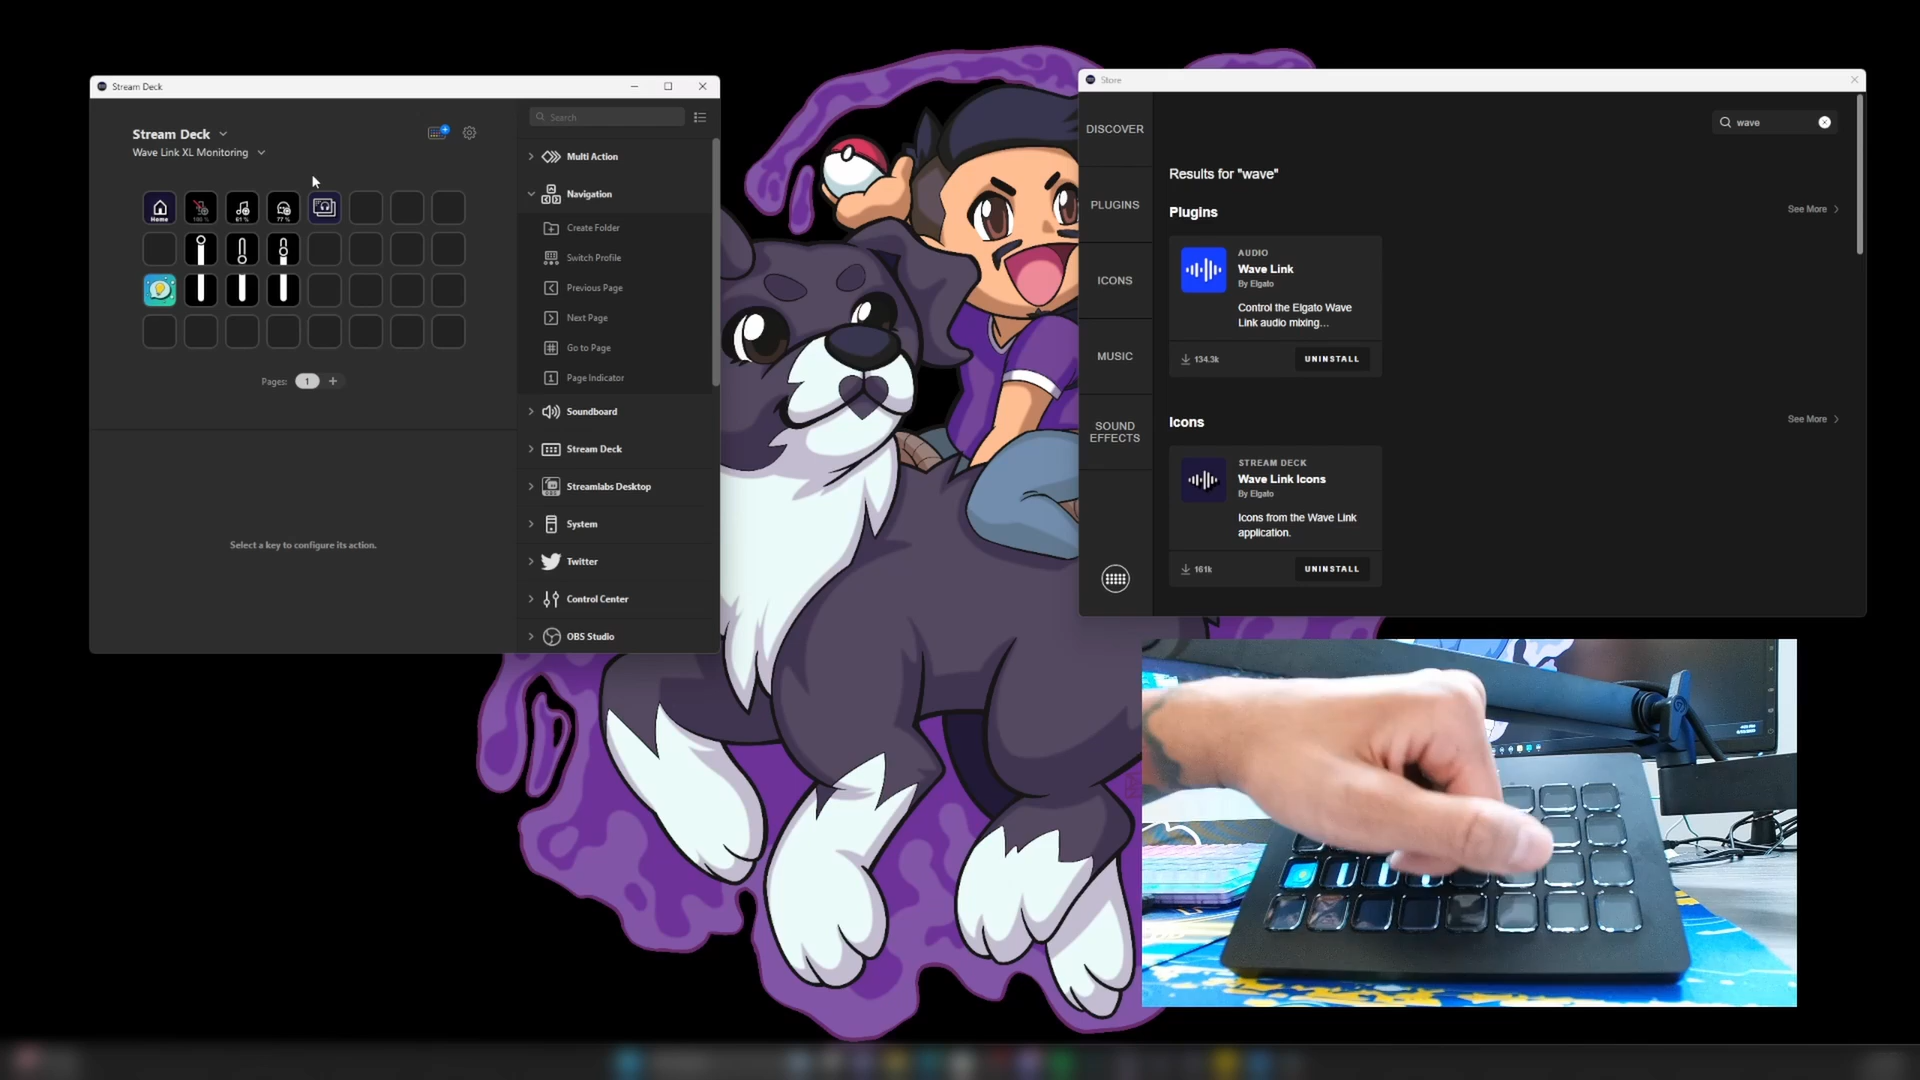 Stream Deck
Stream Deck
Wave Link XL Monitoring
Home
100 %
61 %
77 %
Pages:
1
+
Select a key to configure its action.
Search
Multi Action
Navigation
Create Folder
Switch Profile
Previous Page
Next Page
Go to Page
Page Indicator
Soundboard
Stream Deck
Streamlabs Desktop
System
Twitter
Control Center
OBS Studio
Store
DISCOVER
PLUGINS
ICONS
MUSIC
SOUND
EFFECTS
wave
Results for "wave"
Plugins
See More
AUDIO
Wave Link
By Elgato
Control the Elgato Wave
Link audio mixing...
134.3k
UNINSTALL
Icons
See More
STREAM DECK
Wave Link Icons
By Elgato
Icons from the Wave Link
application.
161k
UNINSTALL